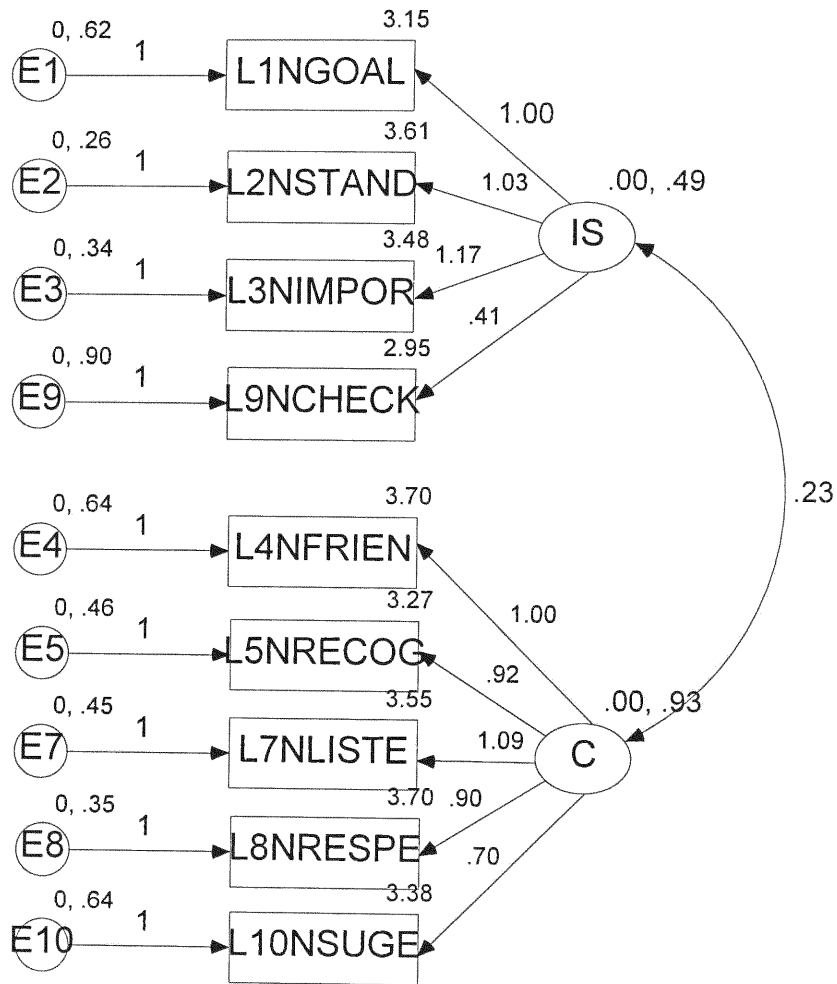 3.15
0, .62
1
E1
L1NGOAL
1.00
3.61
0, .26
1
E2
L2NSTAND
1.03
.00, .49
IS
3.48
0, .34
1
1.17
E3
L3NIMPOR
.41
2.95
0, .90
1
E9
L9NCHECK
.23
3.70
0, .64
1
E4
L4NFRIEN
3.27
1.00
0, .46
1
E5
L5NRECOG
.92
3.55
.00, .93
0, .45
1
E7
L7NLISTE
1.09
C
3.70
.90
0, .35
1
E8
L8NRESPE
.70
3.38
0, .64
1
E10
L10NSUGE